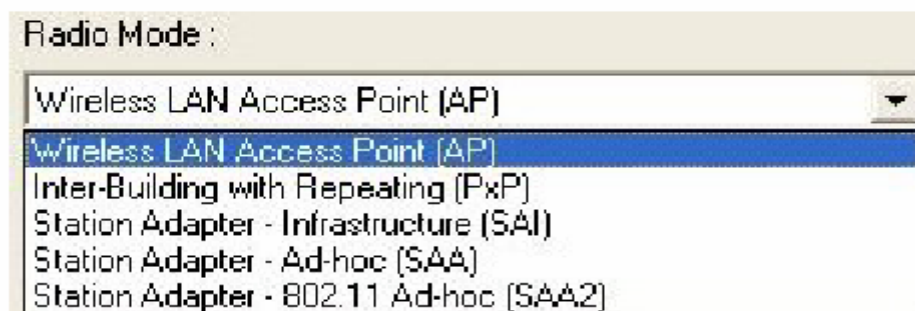 Radio Mode :
Wireless LAN Access Point (AP)
Wireless LAN Access Point (AP)
Inter-Building with Repeating (PxP)
Station Adapter - Infrastructure (SAI)
Station Adapter - Ad-hoc (SAA)
Station Adapter - 802.11 Ad-hoc (SAA2)